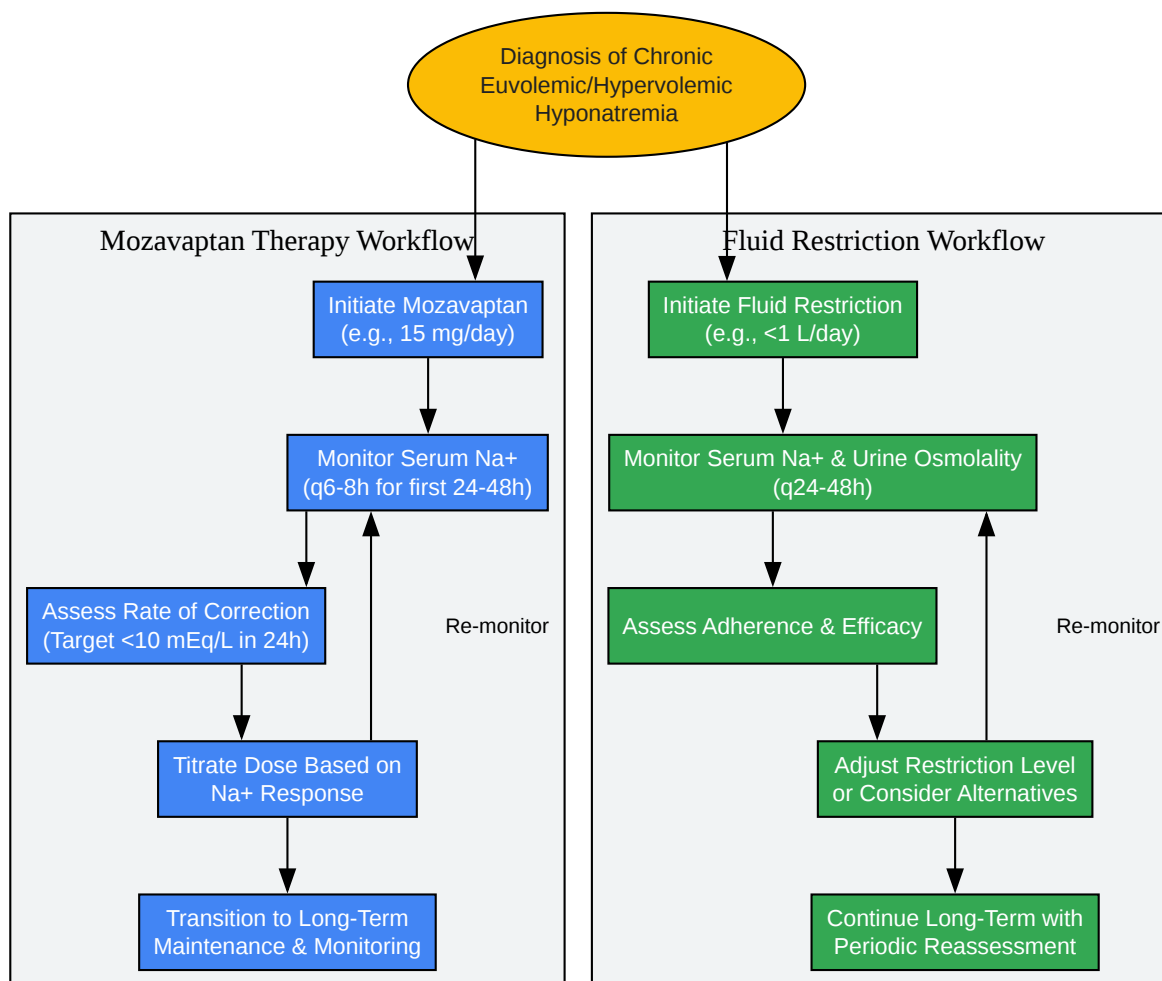 Diagnosis of Chronic
Euvolemic/Hypervolemic
Hyponatremia
Mozavaptan Therapy Workflow
Initiate Mozavaptan
(e.g., 15 mg/day)
Monitor Serum Na+
(q6-8h for first 24-48h)
Assess Rate of Correction
(Target <10 mEq/L in 24h)
Re-monitor
Titrate Dose Based on
Na+ Response
Transition to Long-Term
Maintenance & Monitoring
Fluid Restriction Workflow
Initiate Fluid Restriction
(e.g., <1 L/day)
Monitor Serum Na+ & Urine Osmolality
(q24-48h)
Assess Adherence & Efficacy
Re-monitor
Adjust Restriction Level
or Consider Alternatives
Continue Long-Term with
Periodic Reassessment